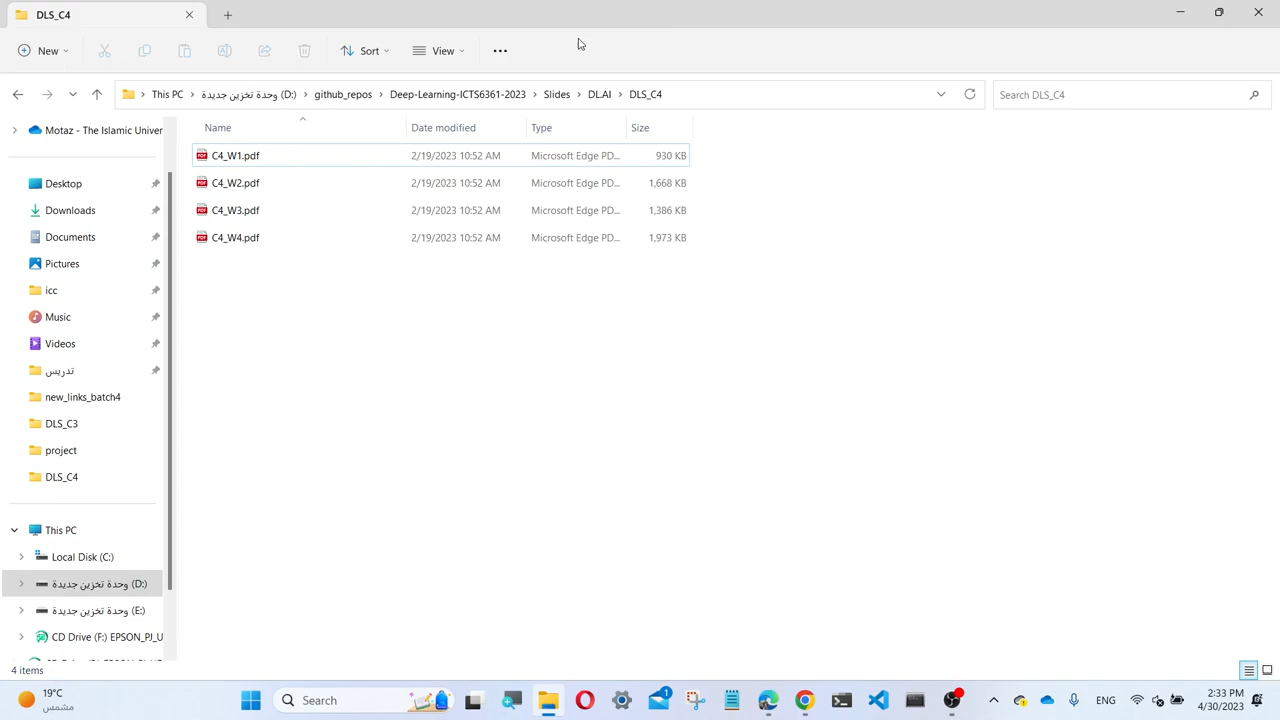 DLS_C4
New
Sort
View
This PC
وحدة تخزين جديدة (D:)
github_repos
Deep-Learning-ICTS6361-2023
Slides
DL.AI
DLS_C4
Search DLS_C4
Motaz - The Islamic Univer
Desktop
Downloads
Documents
Pictures
icc
Music
Videos
تدريس
new_links_batch4
DLS_C3
project
DLS_C4
This PC
Local Disk (C:)
وحدة تخزين جديدة (D:)
وحدة تخزين جديدة (E:)
CD Drive (F:) EPSON_PJ_U
Name Date modified Type Size
C4_W1.pdf 2/19/2023 10:52 AM Microsoft Edge PD... 930 KB
C4_W2.pdf 2/19/2023 10:52 AM Microsoft Edge PD... 1,668 KB
C4_W3.pdf 2/19/2023 10:52 AM Microsoft Edge PD... 1,386 KB
C4_W4.pdf 2/19/2023 10:52 AM Microsoft Edge PD... 1,973 KB
4 items
19°C
مشمس
Search
1
ENG
2:33 PM
4/30/2023